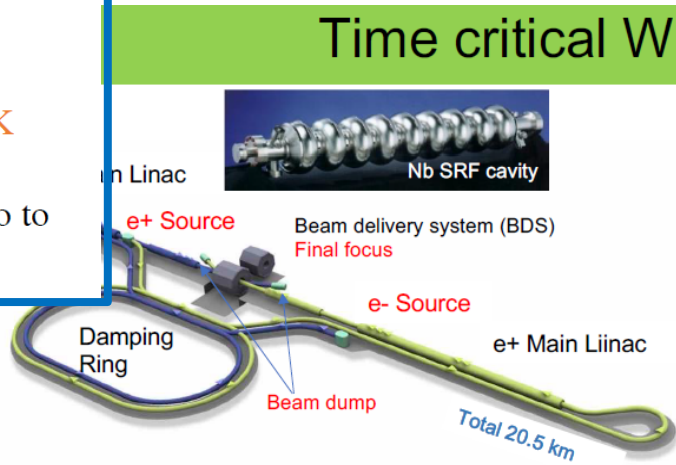 Time critical W
K
o to
Nb SRF cavity
n Linac
e+ Source
Beam delivery system (BDS)
Final focus
e- Source
e+ Main Liinac
Damping
Ring
Beam dump
Total 20.5 km